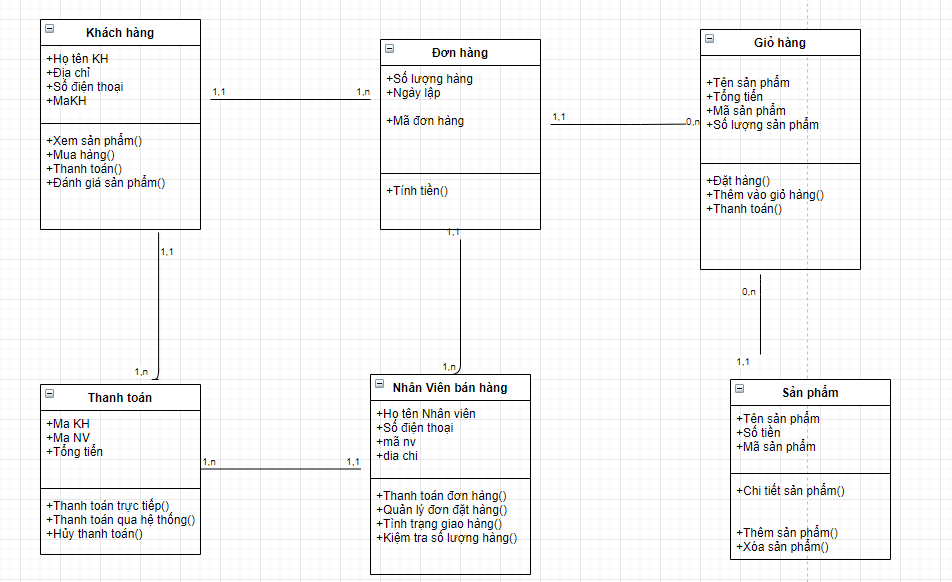 Khách hàng
+Họ tên KH
+Địa chỉ
+Số điện thoại
+MaKH
+Xem sản phẩm()
+Mua hàng()
+Thanh toán()
+Đánh giá sản phẩm()
1,1
1,n
Đơn hàng
+Số lượng hàng
+Ngày lập
+Mã đơn hàng
+Tính tiền()
1,1
0,n
Giỏ hàng
+Tên sản phẩm
+Tổng tiền
+Mã sản phẩm
+Số lượng sản phẩm
+Đặt hàng()
+Thêm vào giỏ hàng()
+Thanh toán()
1,1
1,n
1,1
1,n
0,n
1,1
Thanh toán
+Ma KH
+Ma NV
+Tổng tiền
+Thanh toán trực tiếp()
+Thanh toán qua hệ thống()
+Hủy thanh toán()
1,n
1,1
Nhân Viên bán hàng
+Họ tên Nhân viên
+Số điện thoại
+mã nv
+dia chi
+Thanh toán đơn hàng()
+Quản lý đơn đặt hàng()
+Tình trạng giao hàng()
+Kiệm tra số lượng hàng()
Sản phẩm
+Tên sản phẩm
+Số tiền
+Mã sản phẩm
+Chi tiết sản phẩm()
+Thêm sản phẩm()
+Xóa sản phẩm()